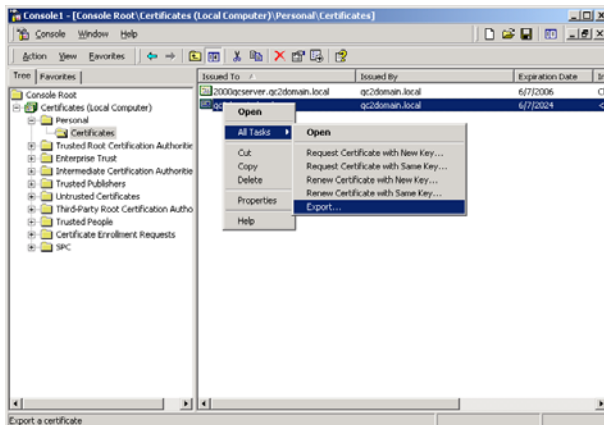 Console1 - [Console Root\Certificates (Local Computer)\Personal\Certificates]
Console Window Help
Action View Favorites
Tree Favorites
Issued To Issued By Expiration Date
Console Root
Certificates (Local Computer)
Personal
Certificates
Trusted Root Certification Authoritie
Enterprise Trust
Intermediate Certification Authoritie
Trusted Publishers
Untrusted Certificates
Third-Party Root Certification Autho
Trusted People
Certificate Enrollment Requests
SPC
2000qcserver.qc2domain.local qc2domain.local 6/7/2006
qc2domain.local 6/7/2024
Open
All Tasks
Cut
Copy
Delete
Properties
Help
Open
Request Certificate with New Key...
Request Certificate with Same Key...
Renew Certificate with New Key...
Renew Certificate with Same Key...
Export...
Export a certificate